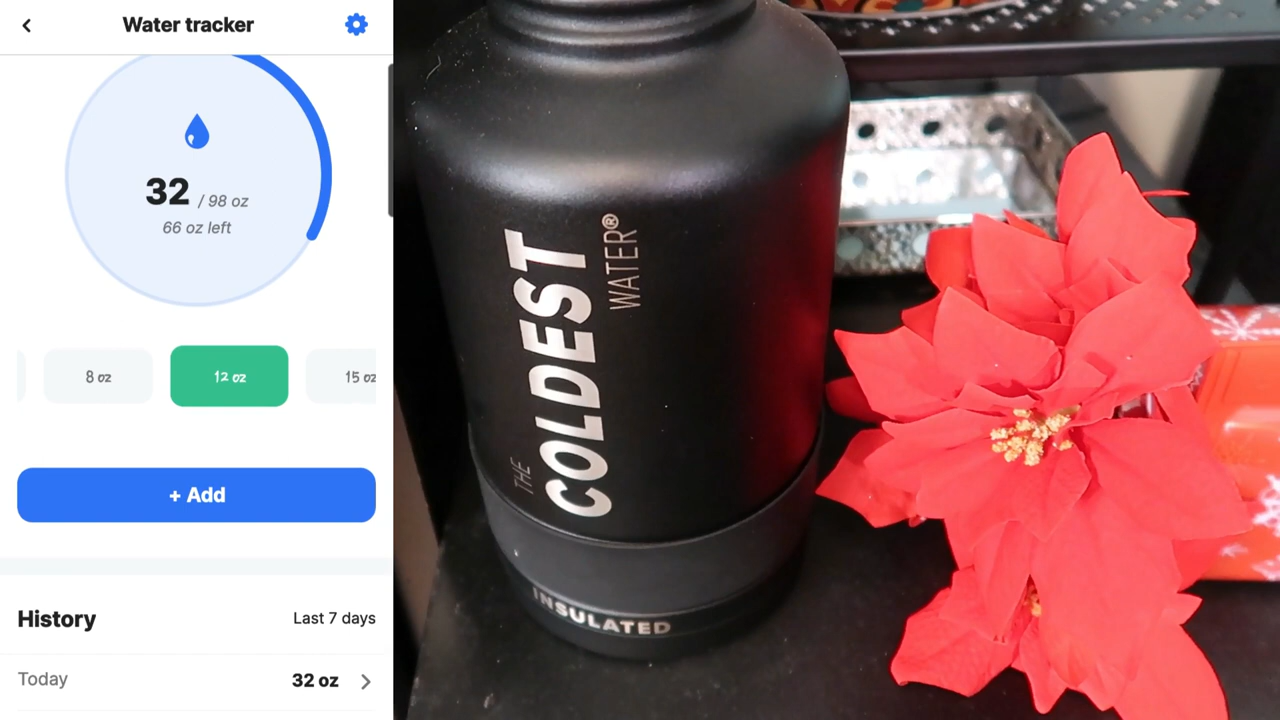 Water tracker
32 / 98 oz
66 oz left
8 oz
12 oz
15 oz
+ Add
History
Last 7 days
Today
32 oz
THE COLDEST
WATER®
INSULATED